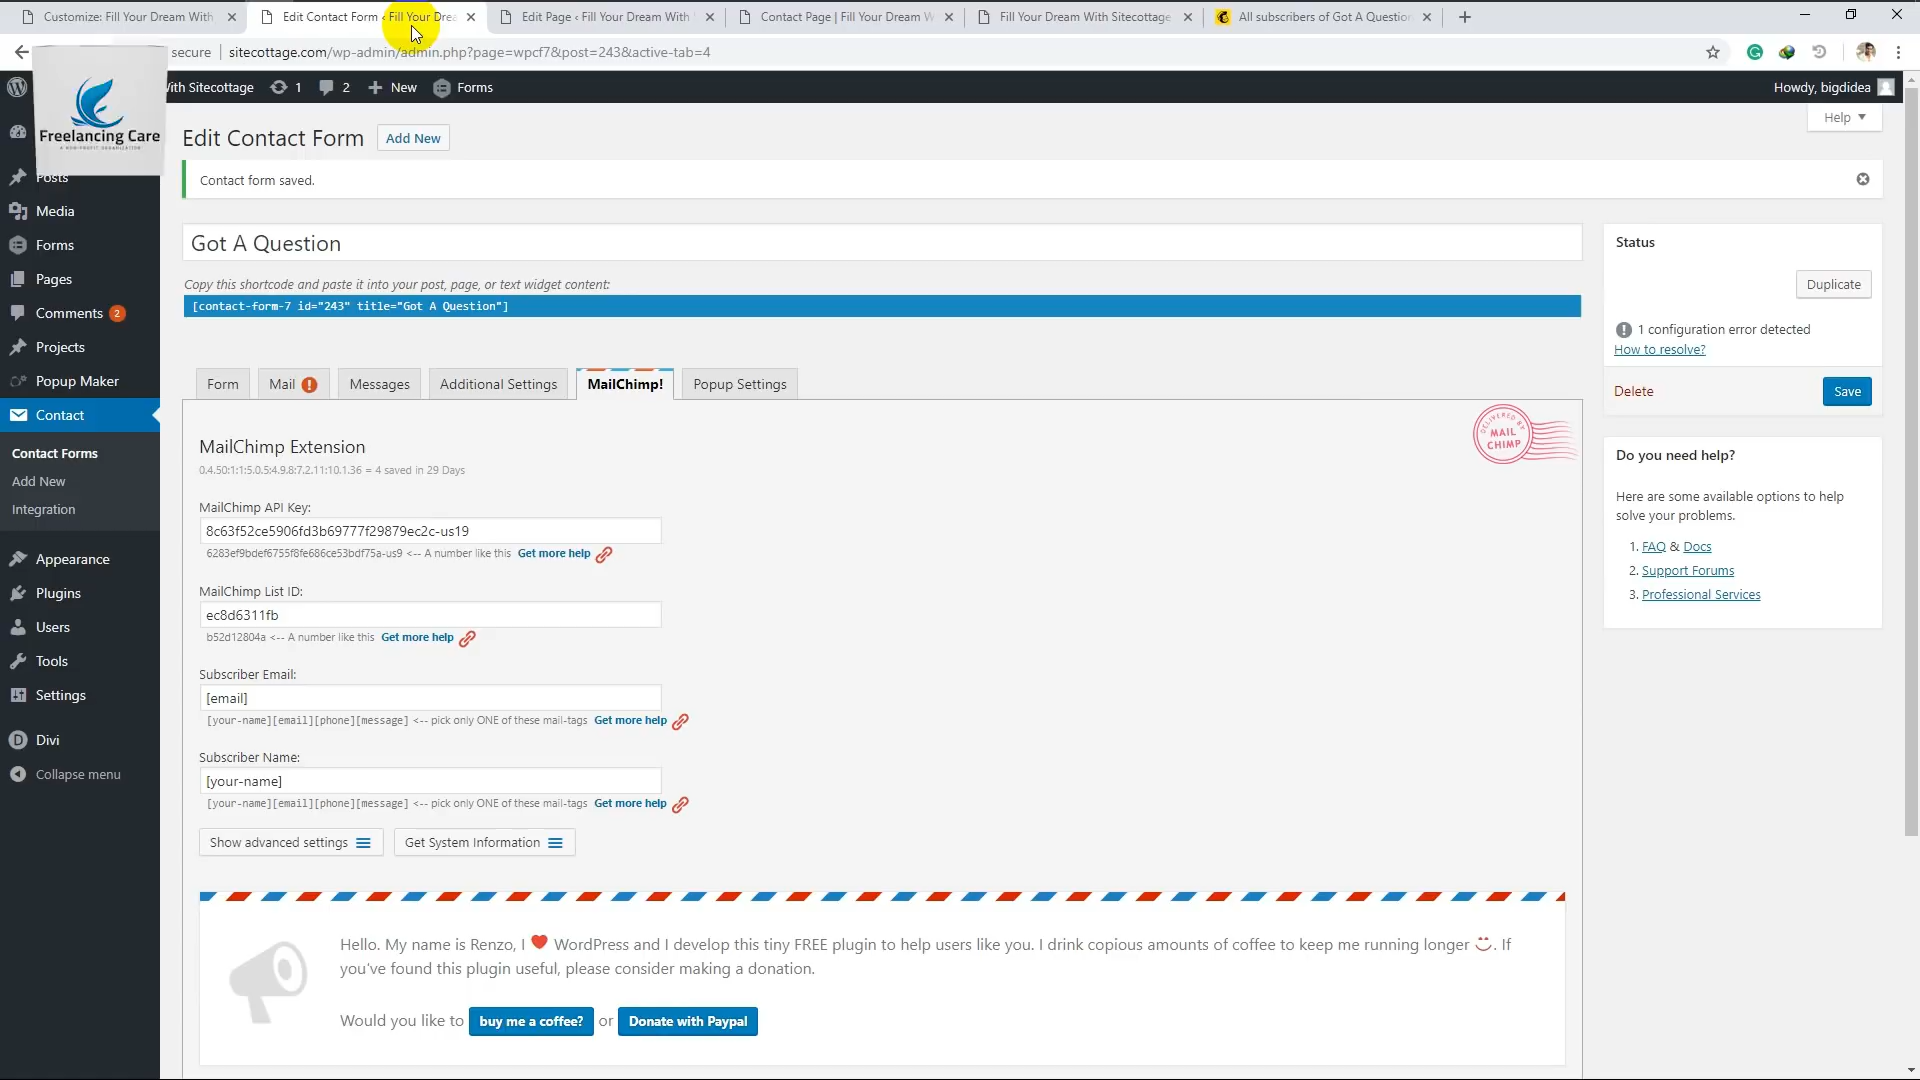 Customize: Fill Your Dream With
Edit Contact Form ‹ Fill Your Drea
Edit Page ‹ Fill Your Dream With
Contact Page | Fill Your Dream W
Fill Your Dream With Sitecottage
All subscribers of Got A Question
secure
sitecottage.com/wp-admin/admin.php?page=wpcf7&post=243&active-tab=4
With Sitecottage
1
2
New
Forms
Howdy, bigdidea
Freelancing Care
A NON-PROFIT ORGANIZATION
Help
Edit Contact Form
Add New
Contact form saved.
Posts
Media
Forms
Pages
Comments 2
Projects
Popup Maker
Contact
Contact Forms
Add New
Integration
Appearance
Plugins
Users
Tools
Settings
Divi
Collapse menu
Got A Question
Copy this shortcode and paste it into your post, page, or text widget content:
[contact-form-7 id="243" title="Got A Question"]
Form
Mail
Messages
Additional Settings
MailChimp!
Popup Settings
DELIVERED BY
MAIL
CHIMP
MailChimp Extension
0.4.50:1:1:5.0.5:4.9.8:7.2.11:10.1.36 = 4 saved in 29 Days
MailChimp API Key:
8c63f52ce5906fd3b69777f29879ec2c-us19
6283ef9bdef6755f8fe686ce53bdf75a-us9 <-- A number like this Get more help
MailChimp List ID:
ec8d6311fb
b52d12804a <-- A number like this Get more help
Subscriber Email:
[email]
[your-name][email][phone][message] <-- pick only ONE of these mail-tags Get more help
Subscriber Name:
[your-name]
[your-name][email][phone][message] <-- pick only ONE of these mail-tags Get more help
Show advanced settings
Get System Information
Hello. My name is Renzo, I WordPress and I develop this tiny FREE plugin to help users like you. I drink copious amounts of coffee to keep me running longer . If
you've found this plugin useful, please consider making a donation.
Would you like to buy me a coffee? or Donate with Paypal
Status
Duplicate
1 configuration error detected
How to resolve?
Delete
Save
Do you need help?
Here are some available options to help
solve your problems.
1. FAQ & Docs
2. Support Forums
3. Professional Services